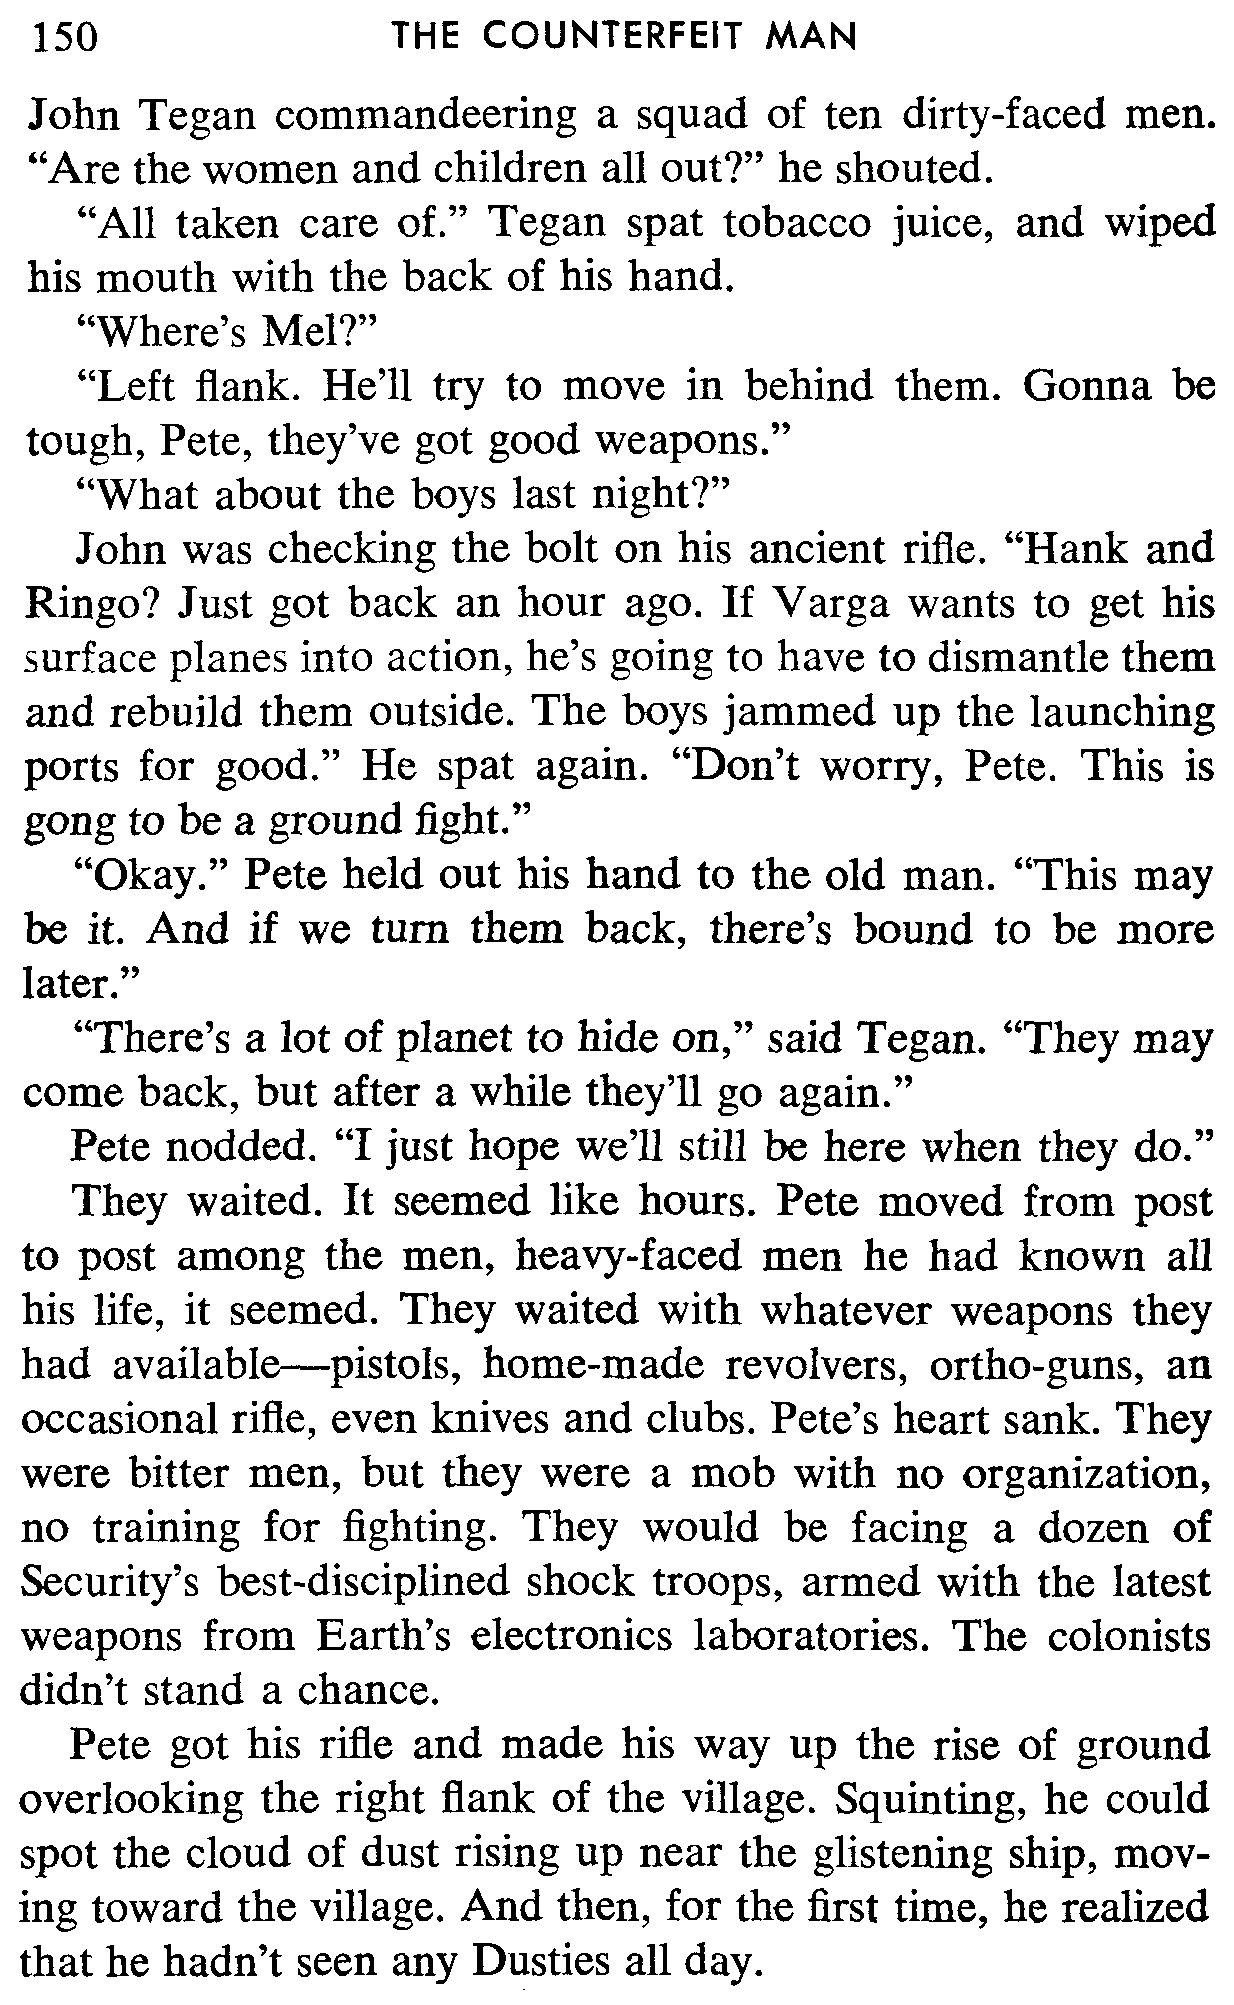 150 THE COUNTERFEIT MAN
John Tegan commandeering a squad of ten dirty-faced men.
“Are the women and children all out?” he shouted.
“All taken care of.” Tegan spat tobacco juice, and wiped
his mouth with the back of his hand.
“Where’s Mel?”
“Left flank. He’ll try to move in behind them. Gonna be
tough, Pete, they’ve got good weapons.”
“What about the boys last night?”
John was checking the bolt on his ancient rifle. “Hank and
Ringo? Just got back an hour ago. If Varga wants to get his
surface planes into action, he’s going to have to dismantle them
and rebuild them outside. The boys jammed up the launching
ports for good.” He spat again. “Don’t worry, Pete. This is
gong to be a ground fight.”
“Okay.” Pete held out his hand to the old man. “This may
be it. And if we turn them back, there’s bound to be more
later.”
“There’s a lot of planet to hide on,” said Tegan. “They may
come back, but after a while they’ll go again.”
Pete nodded. “I just hope we’ll still be here when they do.”
They waited. It seemed like hours. Pete moved from post
to post among the men, heavy-faced men he had known all
his life, it seemed. They waited with whatever weapons they
had available—pistols, home-made revolvers, ortho-guns, an
occasional rifle, even knives and clubs. Pete’s heart sank. They
were bitter men, but they were a mob with no organization,
no training for fighting. They would be facing a dozen of
Security’s best-disciplined shock troops, armed with the latest
weapons from Earth’s electronics laboratories. The colonists
didn’t stand a chance.
Pete got his rifle and made his way up the rise of ground
overlooking the right flank of the village. Squinting, he could
spot the cloud of dust rising up near the glistening ship, mov-
ing toward the village. And then, for the first time, he realized
that he hadn’t seen any Dusties all day.